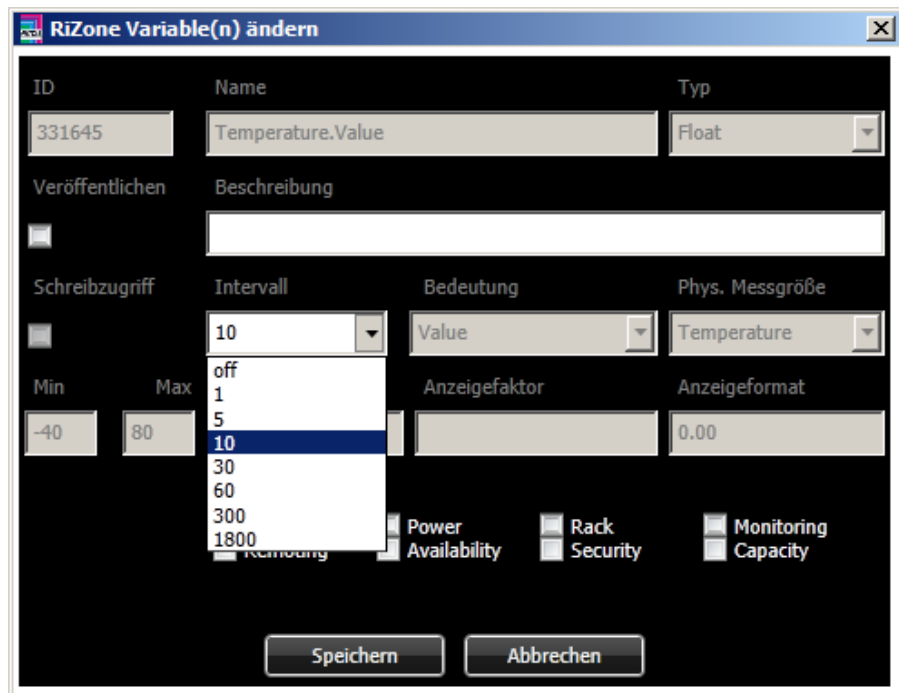 RiZone Variable(n) ändern
ID Name Typ
331645 Temperature.Value Float
Veröffentlichen Beschreibung
Schreibzugriff Intervall Bedeutung Phys. Messgröße
10 Value Temperature
off
1
5
10
30
60
300
1800
Min Max Anzeigefaktor Anzeigeformat
-40 80 0.00
Power Rack Monitoring
Availability Security Capacity
Speichern Abbrechen